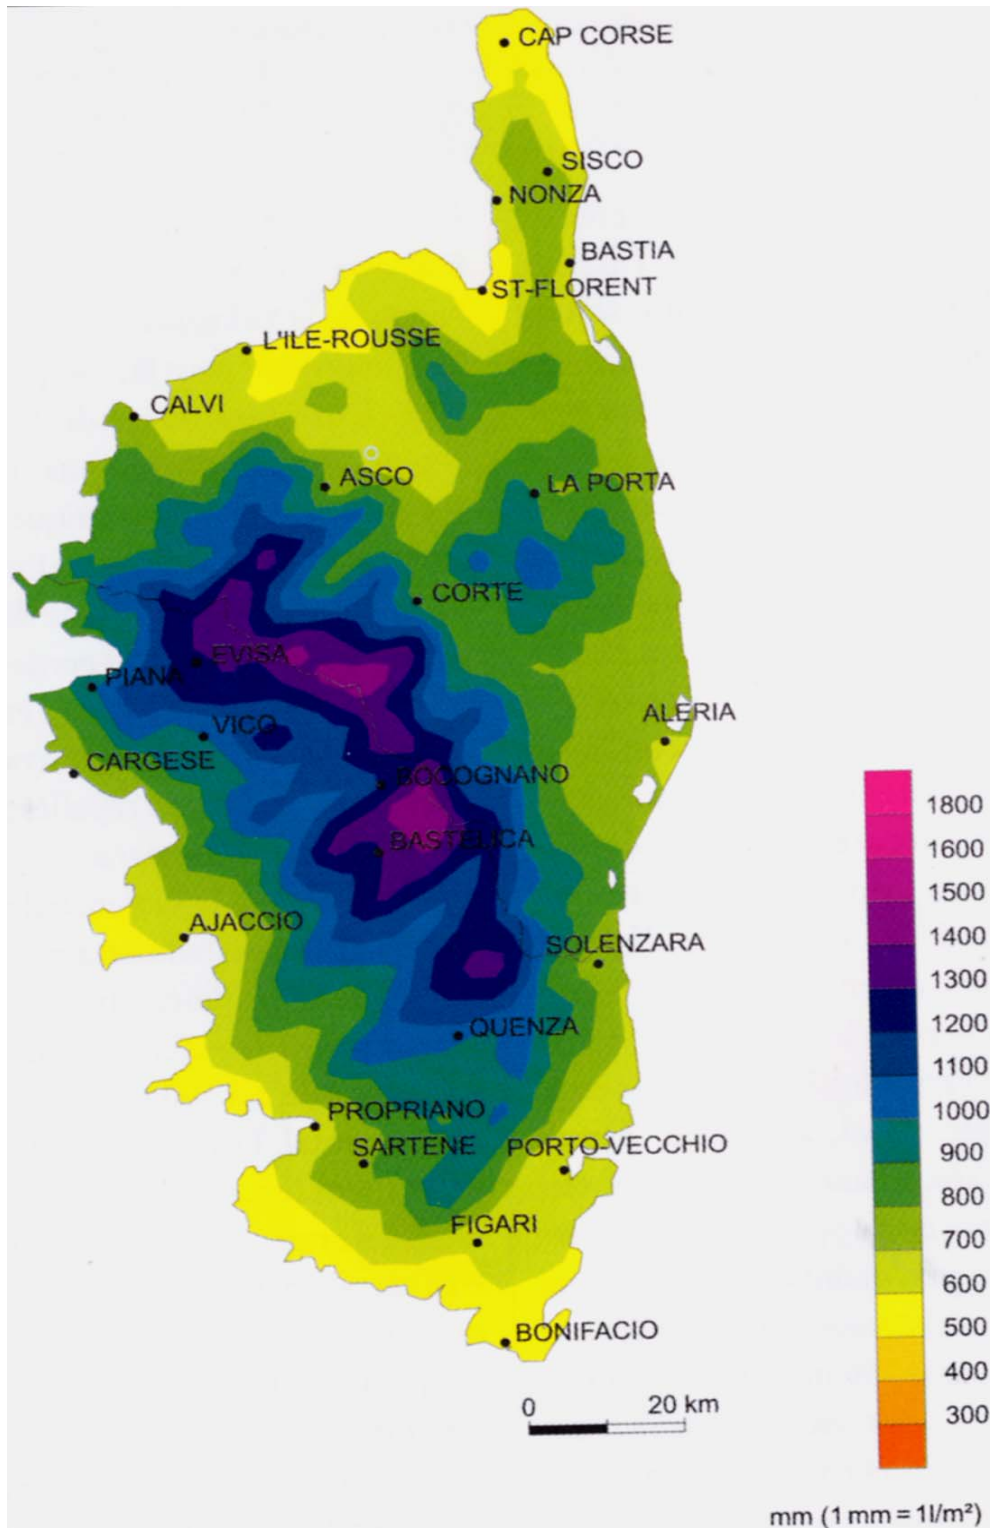 CAP CORSE
SISCO
NONZA
BASTIA
ST-FLORENT
L'ILE-ROUSSE
CALVI
ASCO
LA PORTA
CORTE
EVISA
PIANA
VICO
ALERIA
CARGESE
BOCOGNANO
BASTELICA
AJACCIO
SOLENZARA
QUENZA
PROPRIANO
SARTENE
PORTO-VECCHIO
FIGARI
BONIFACIO
0 20 km
1800
1600
1500
1400
1300
1200
1100
1000
900
800
700
600
500
400
300
mm (1 mm = 1l/m²)